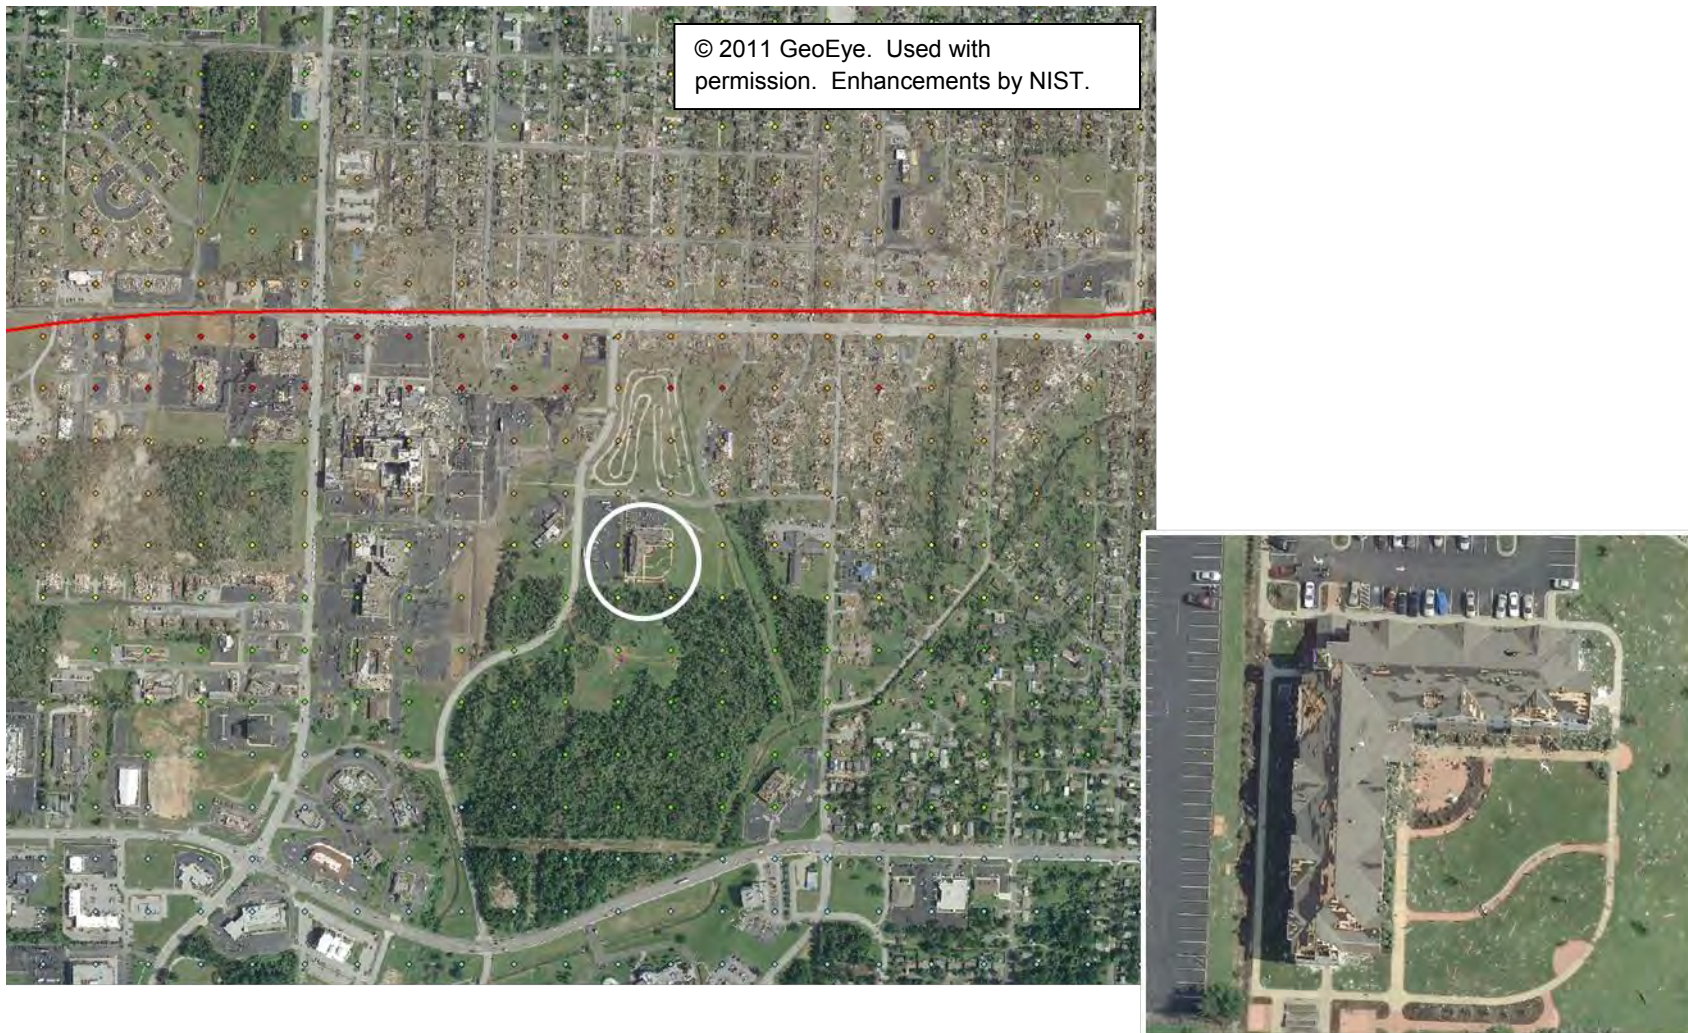 © 2011 GeoEye. Used with
permission. Enhancements by NIST.